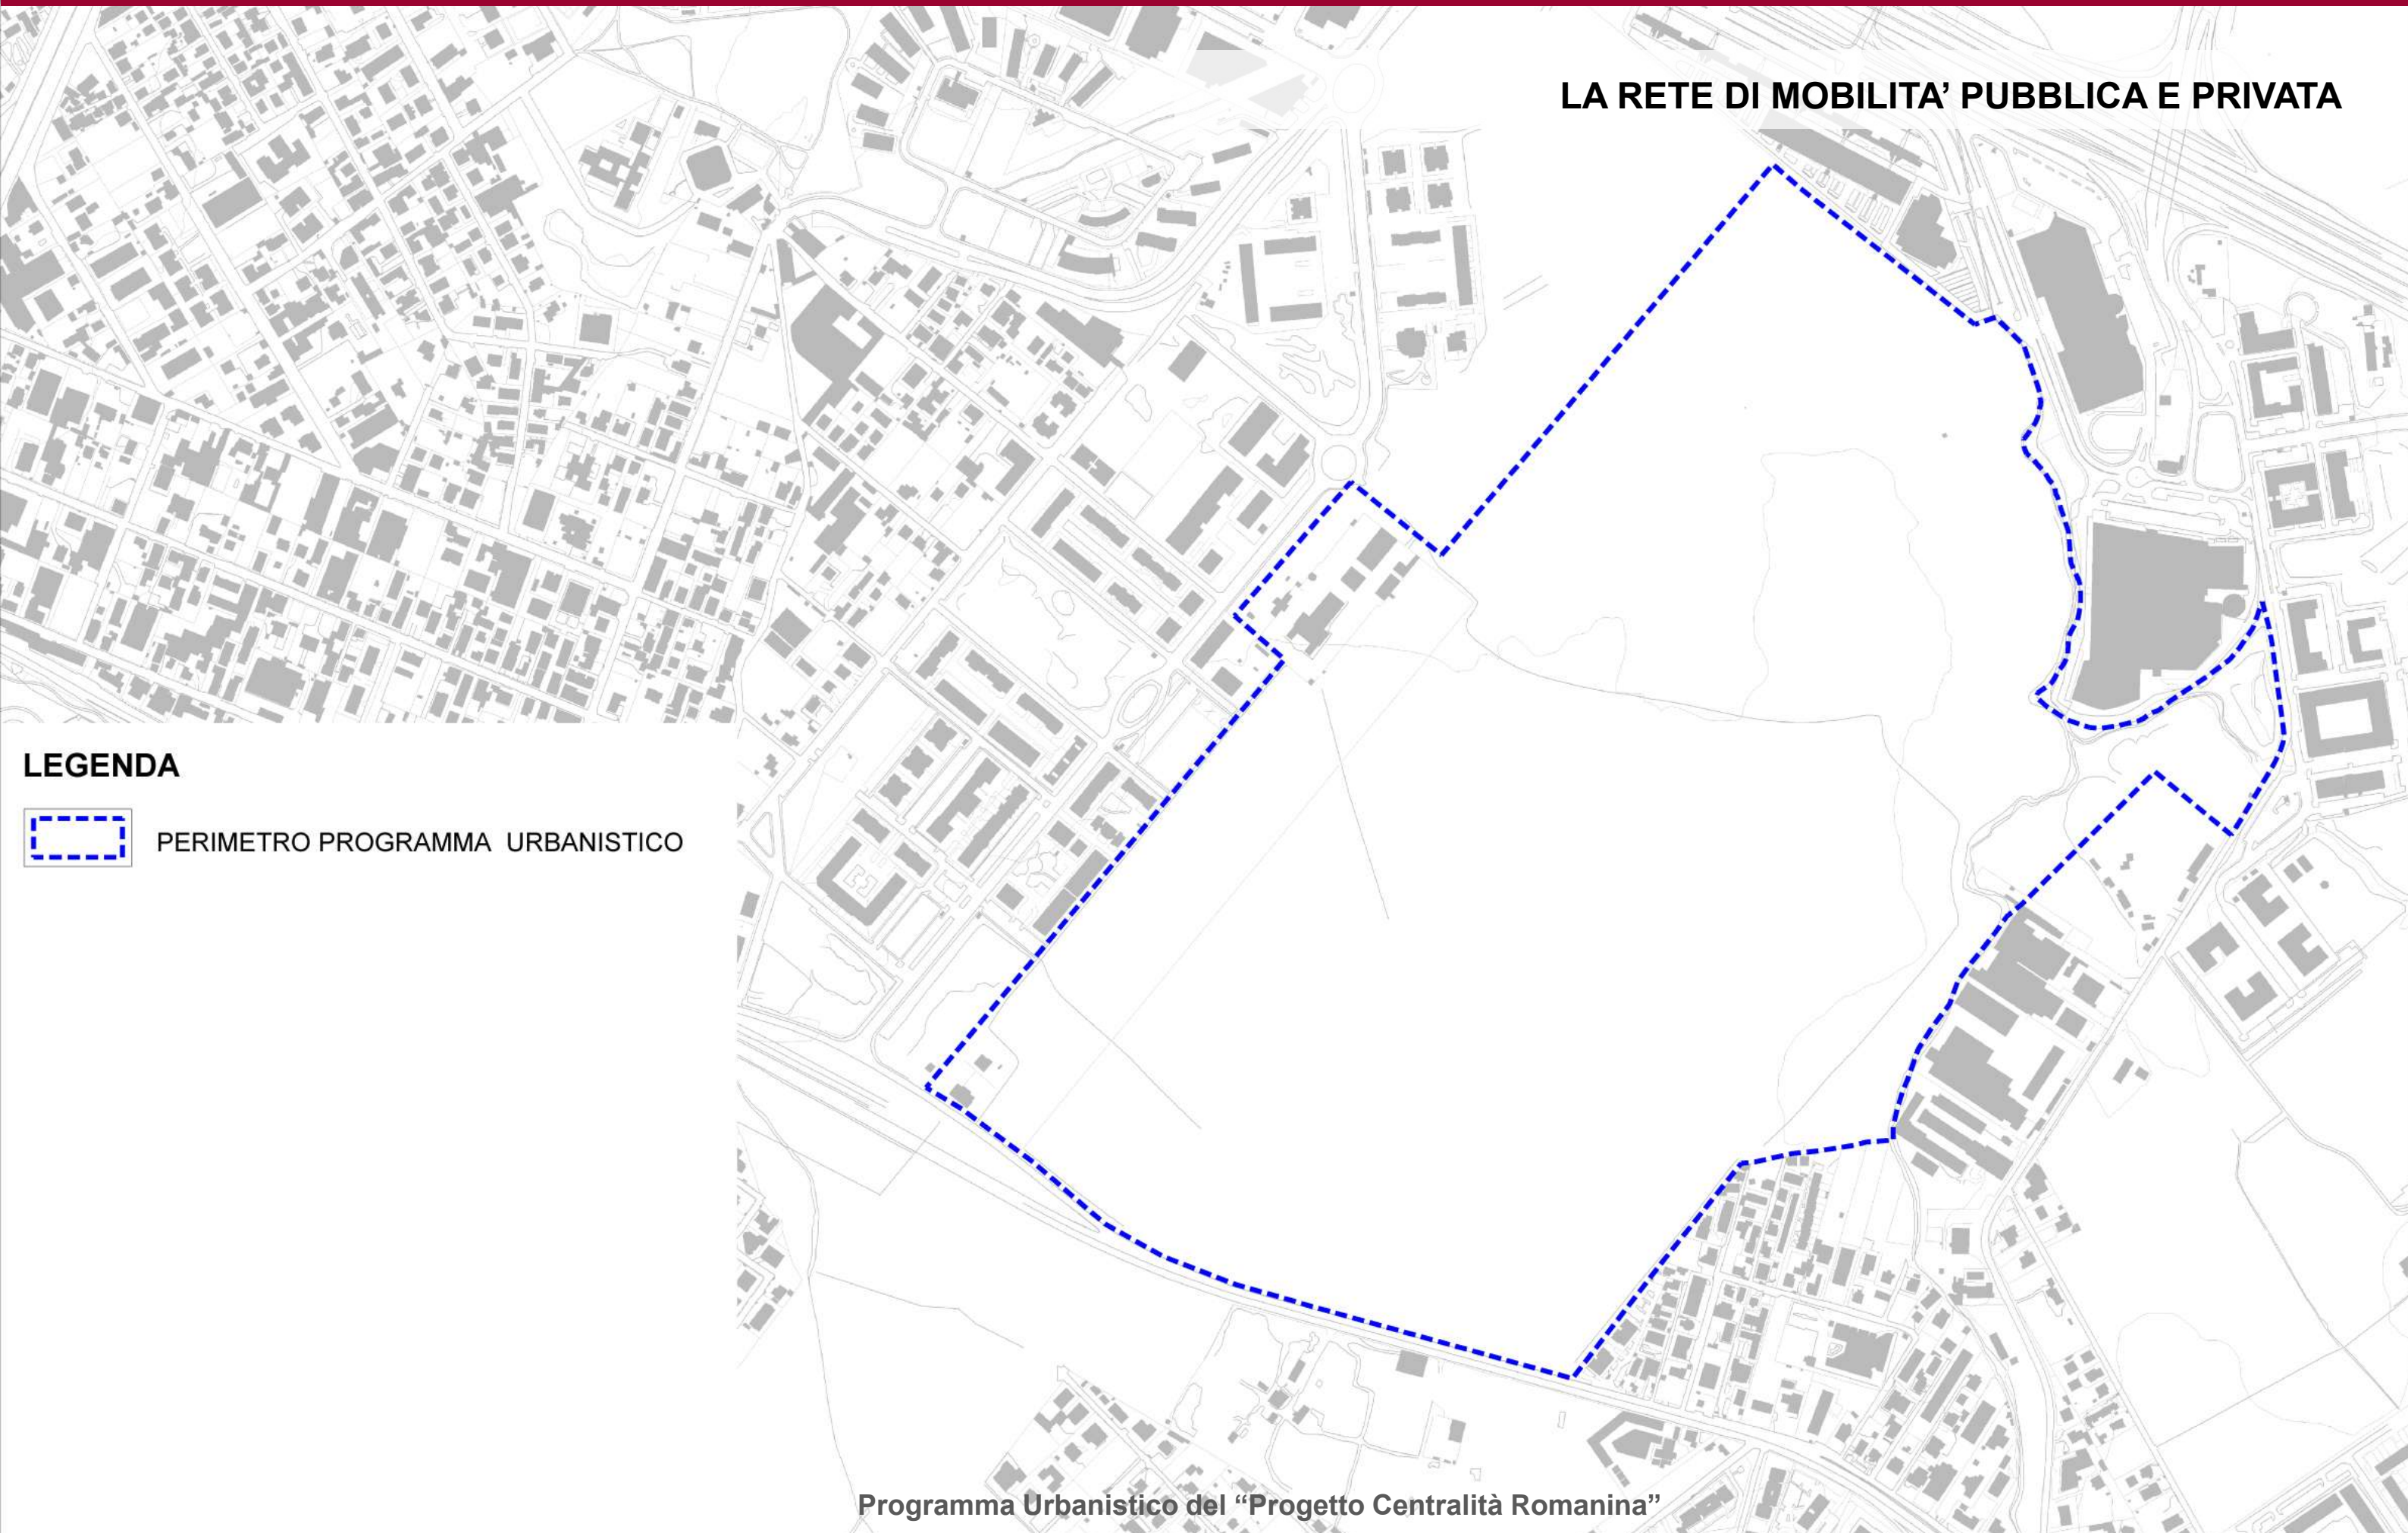 LA RETE DI MOBILITA’ PUBBLICA E PRIVATA
LEGENDA
PERIMETRO PROGRAMMA URBANISTICO
Programma Urbanistico del “Progetto Centralità Romanina”